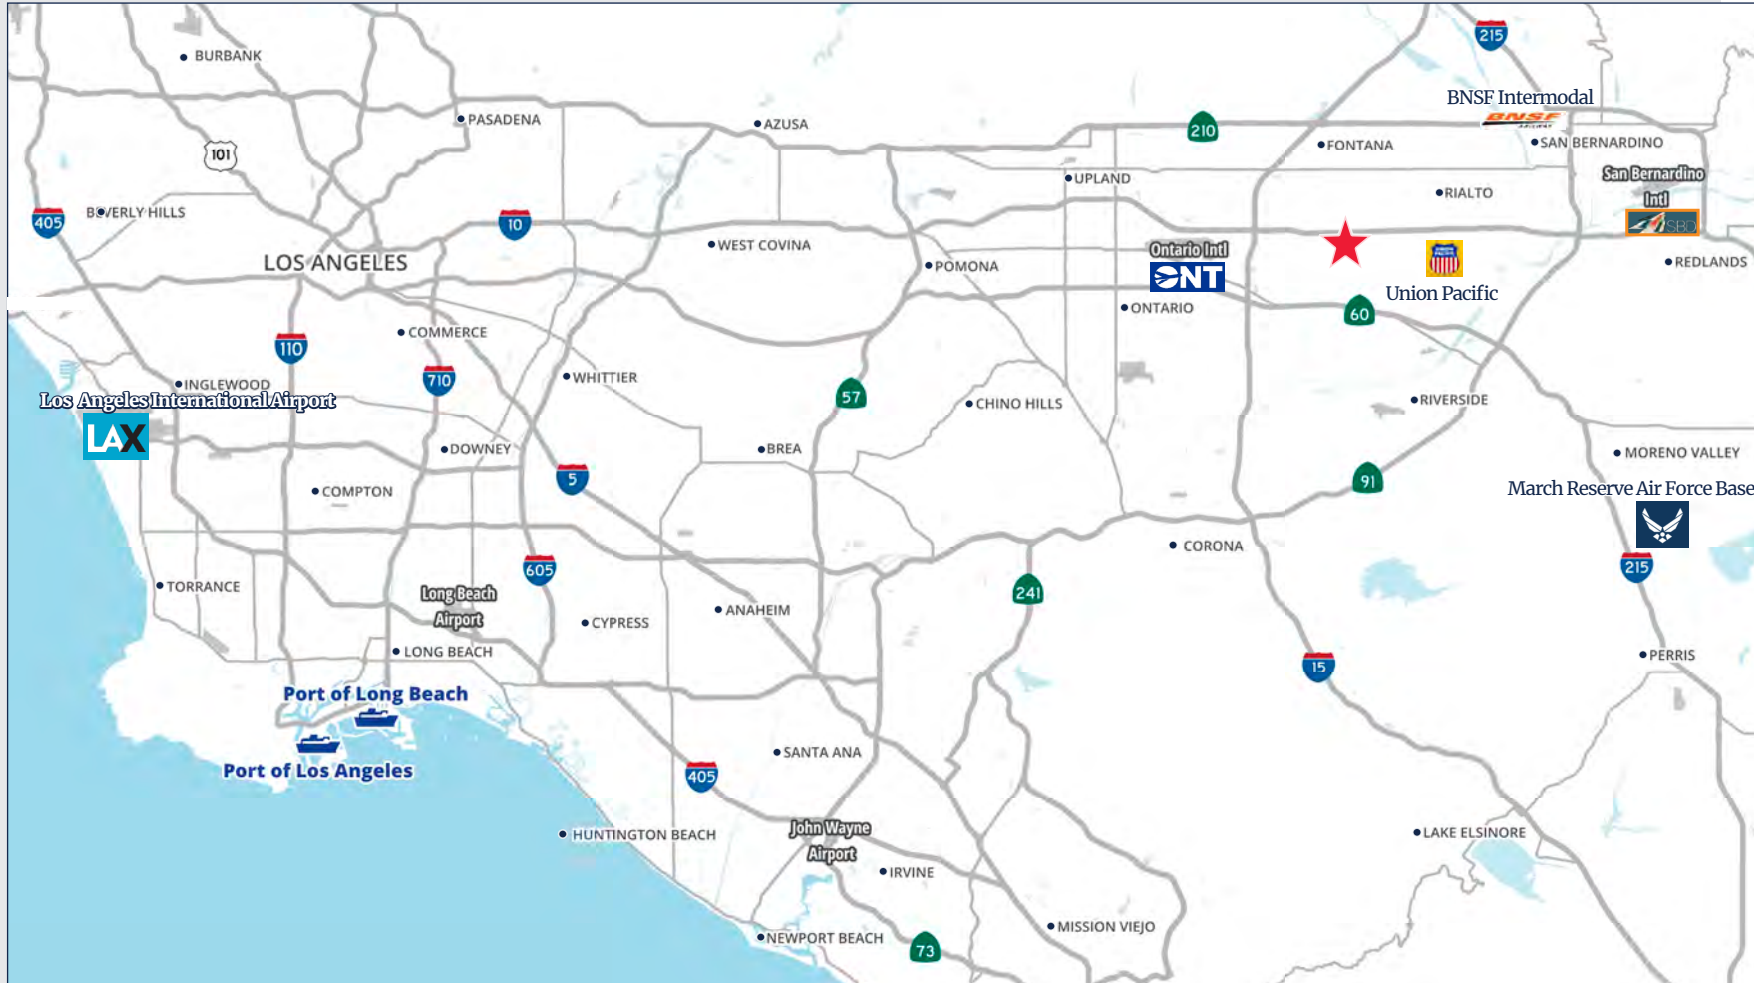 215
BURBANK
BNSF Intermodal
BNSF
RAILWAY
PASADENA
AZUSA
210
FONTANA
SAN BERNARDINO
101
UPLAND
San Bernardino
Intl
RIALTO
SBD
405
BEVERLY HILLS
10
WEST COVINA
Ontario Intl
ONT
LOS ANGELES
POMONA
UNION
PACIFIC
REDLANDS
Union Pacific
ONTARIO
60
COMMERCE
110
710
WHITTIER
INGLEWOOD
Los Angeles International Airport
LAX
57
CHINO HILLS
RIVERSIDE
DOWNEY
BREA
MORENO VALLEY
5
91
COMPTON
March Reserve Air Force Base
CORONA
605
215
TORRANCE
Long Beach
Airport
241
CYPRESS
ANAHEIM
LONG BEACH
PERRIS
15
Port of Long Beach
Port of Los Angeles
SANTA ANA
405
HUNTINGTON BEACH
John Wayne
Airport
LAKE ELSINORE
IRVINE
MISSION VIEJO
NEWPORT BEACH
73